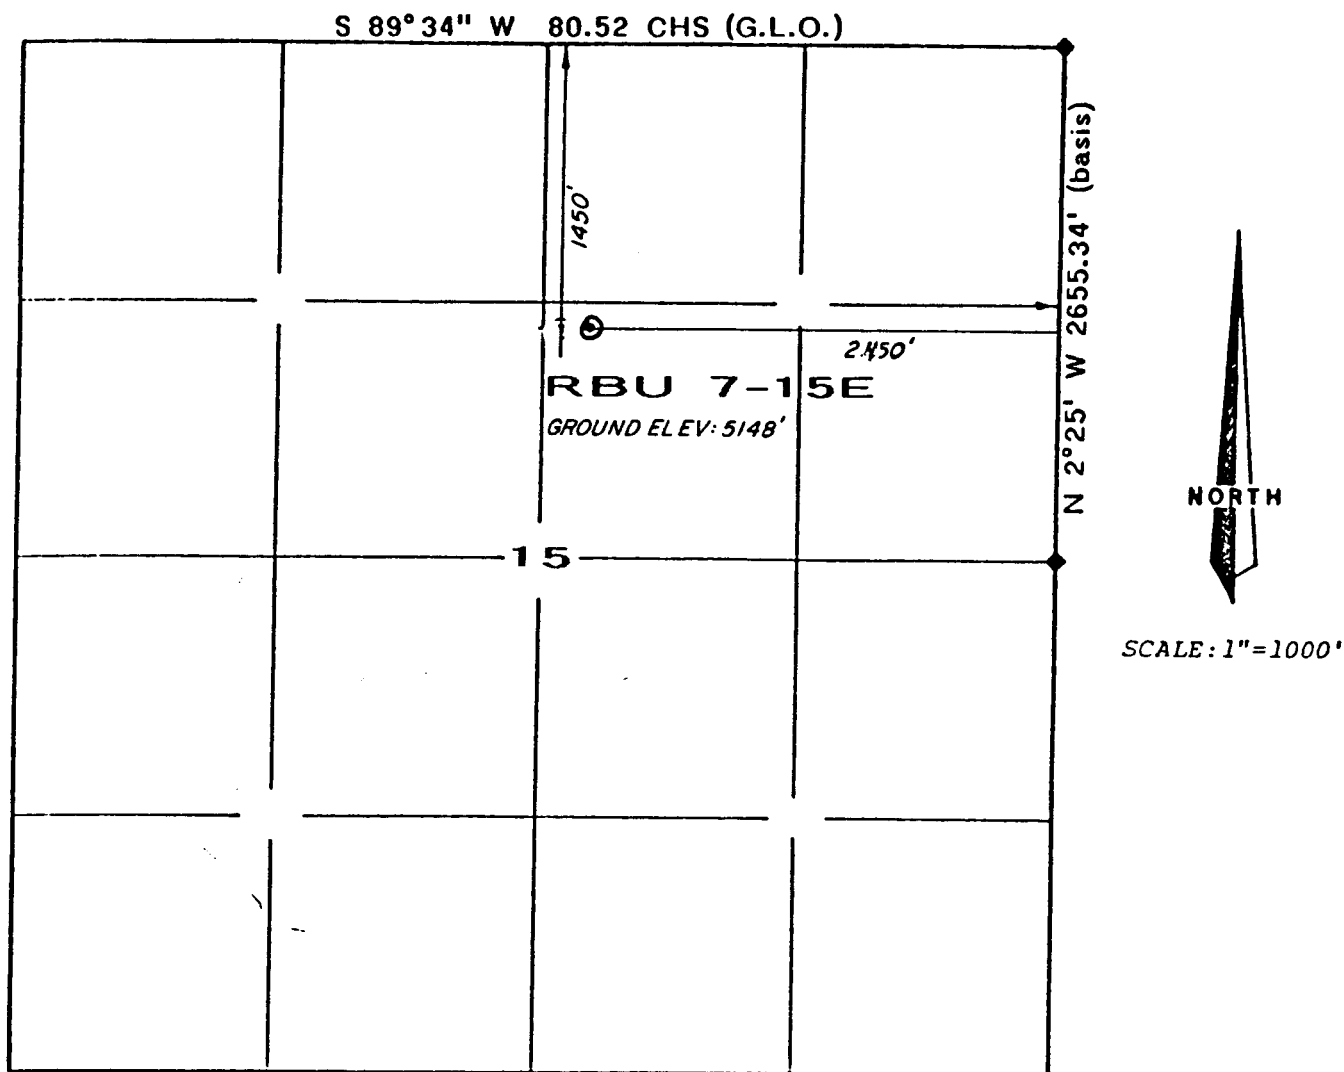 S 89°34" W 80.52 CHS (G.L.O.)
N 2°25' W 2655.34' (basis)
1450'
RBU 7-15E
GROUND ELEV: 5148'
15
NORTH
SCALE: 1"=1000'